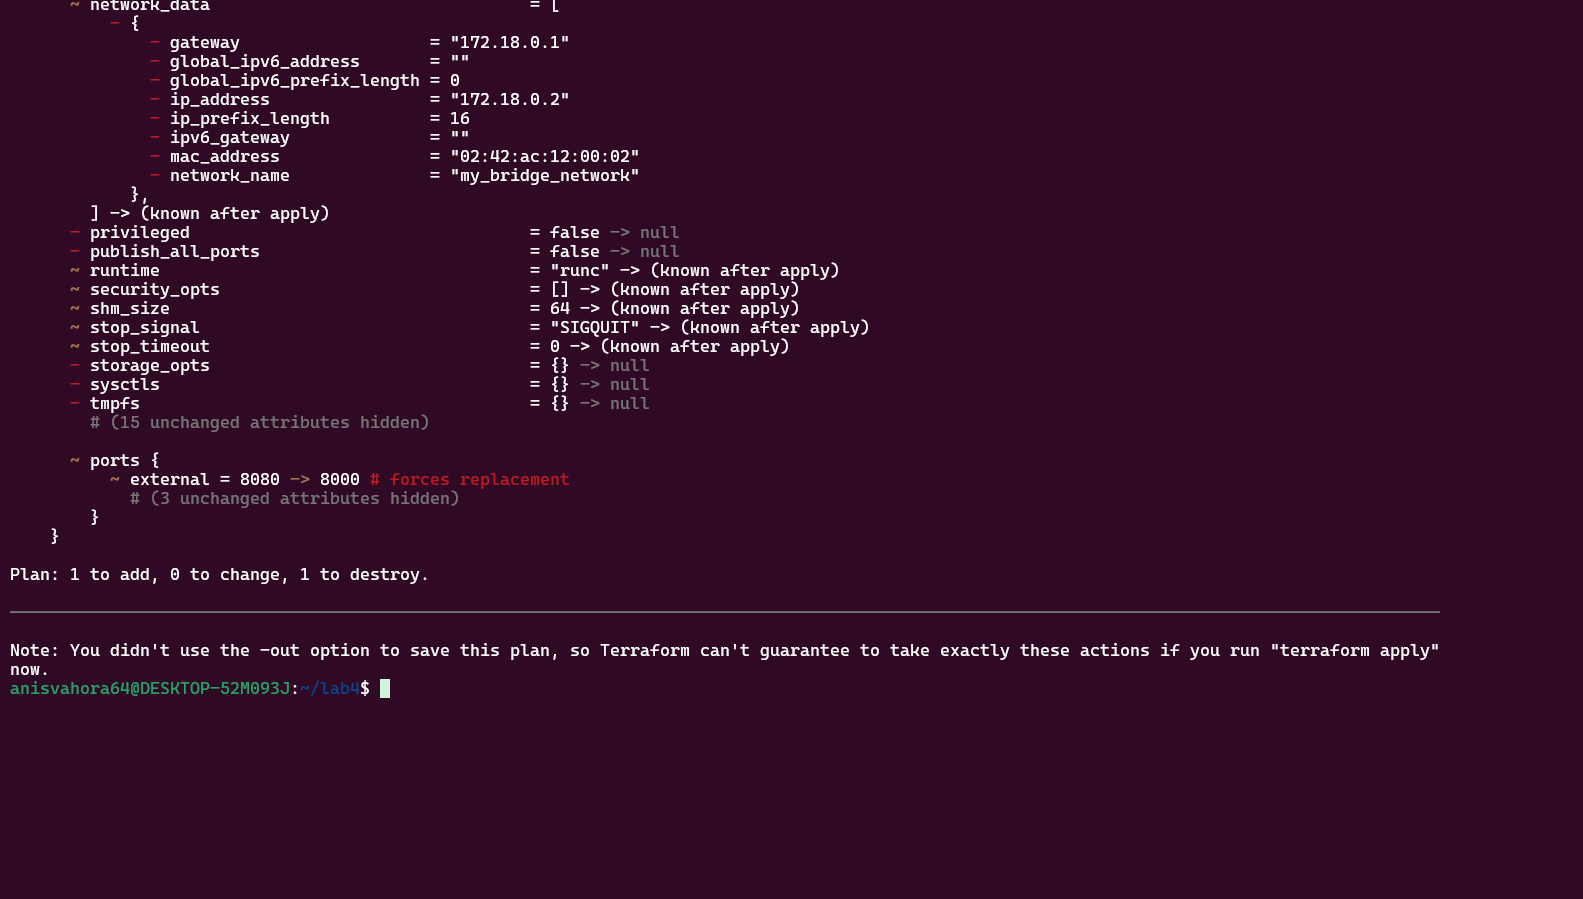 ~ network_data = [
- {
- gateway = "172.18.0.1"
- global_ipv6_address = ""
- global_ipv6_prefix_length = 0
- ip_address = "172.18.0.2"
- ip_prefix_length = 16
- ipv6_gateway = ""
- mac_address = "02:42:ac:12:00:02"
- network_name = "my_bridge_network"
},
] -> (known after apply)
- privileged = false -> null
- publish_all_ports = false -> null
~ runtime = "runc" -> (known after apply)
~ security_opts = [] -> (known after apply)
~ shm_size = 64 -> (known after apply)
~ stop_signal = "SIGQUIT" -> (known after apply)
~ stop_timeout = 0 -> (known after apply)
- storage_opts = {} -> null
- sysctls = {} -> null
- tmpfs = {} -> null
# (15 unchanged attributes hidden)
~ ports {
~ external = 8080 -> 8000 # forces replacement
# (3 unchanged attributes hidden)
}
}
Plan: 1 to add, 0 to change, 1 to destroy.
Note: You didn't use the -out option to save this plan, so Terraform can't guarantee to take exactly these actions if you run "terraform apply"
now.
anisvahora64@DESKTOP-52M093J:~/lab4$